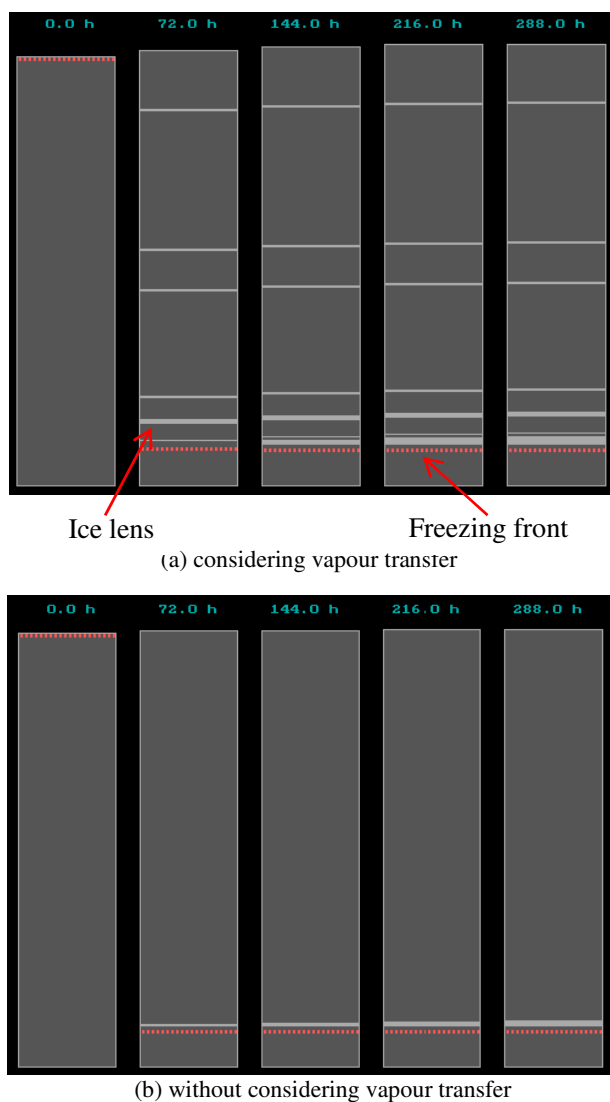 0.0 h 72.0 h 144.0 h 216.0 h 288.0 h
Ice lens Freezing front
(a) considering vapour transfer
0.0 h 72.0 h 144.0 h 216.0 h 288.0 h
(b) without considering vapour transfer